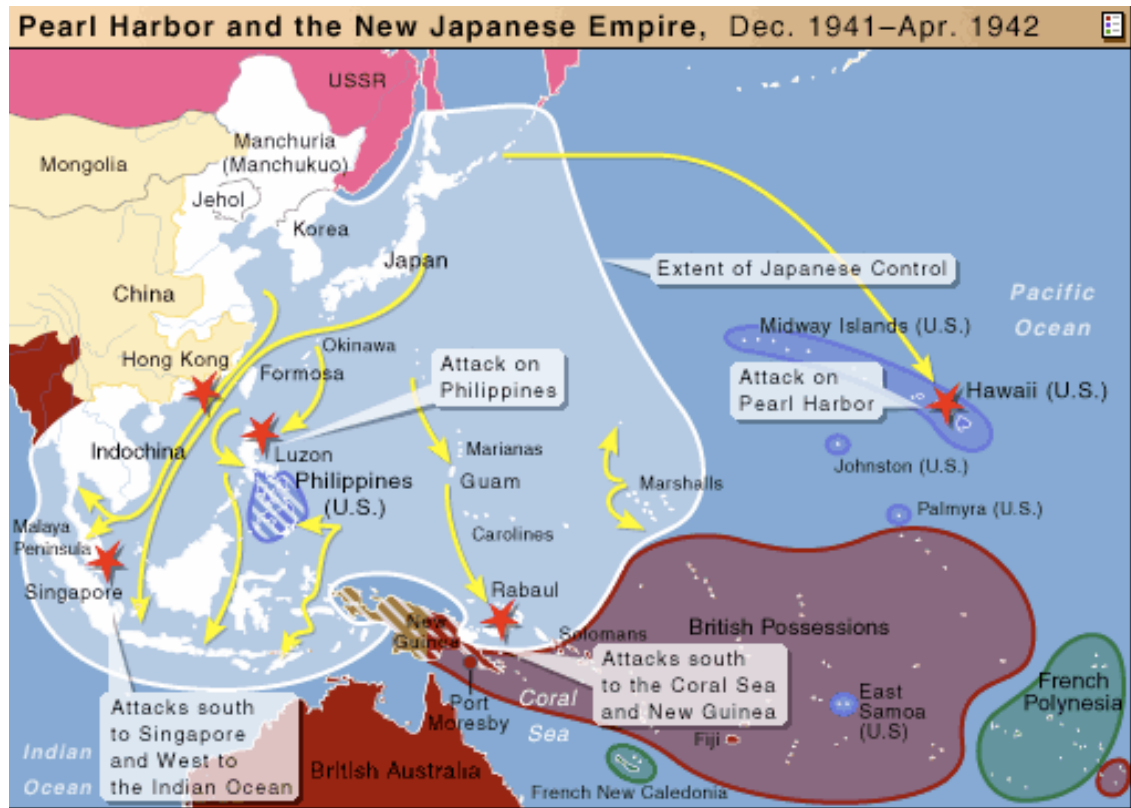 Pearl Harbor and the New Japanese Empire, Dec. 1941–Apr. 1942
USSR
Manchuria
(Manchukuo)
Mongolia
Jehol
Korea
Japan
Extent of Japanese Control
China
Pacific
Ocean
Midway Islands (U.S.)
Okinawa
Hong Kong
Formosa
Attack on
Philippines
Attack on
Pearl Harbor
Hawaii (U.S.)
Indochina
Luzon
Marianas
Johnston (U.S.)
Philippines
(U.S.)
Guam
Marshalls
Palmyra (U.S.)
Malaya
Peninsula
Carolines
Singapore
Rabaul
New
Guinea
Solomans
British Possessions
Attacks south
to the Coral Sea
and New Guinea
French
Polynesia
Port
Moresby
Coral
Sea
East
Samoa
(U.S)
Fiji
Attacks south
to Singapore
and West to
the Indian Ocean
Indian
Ocean
British Australia
French New Caledonia